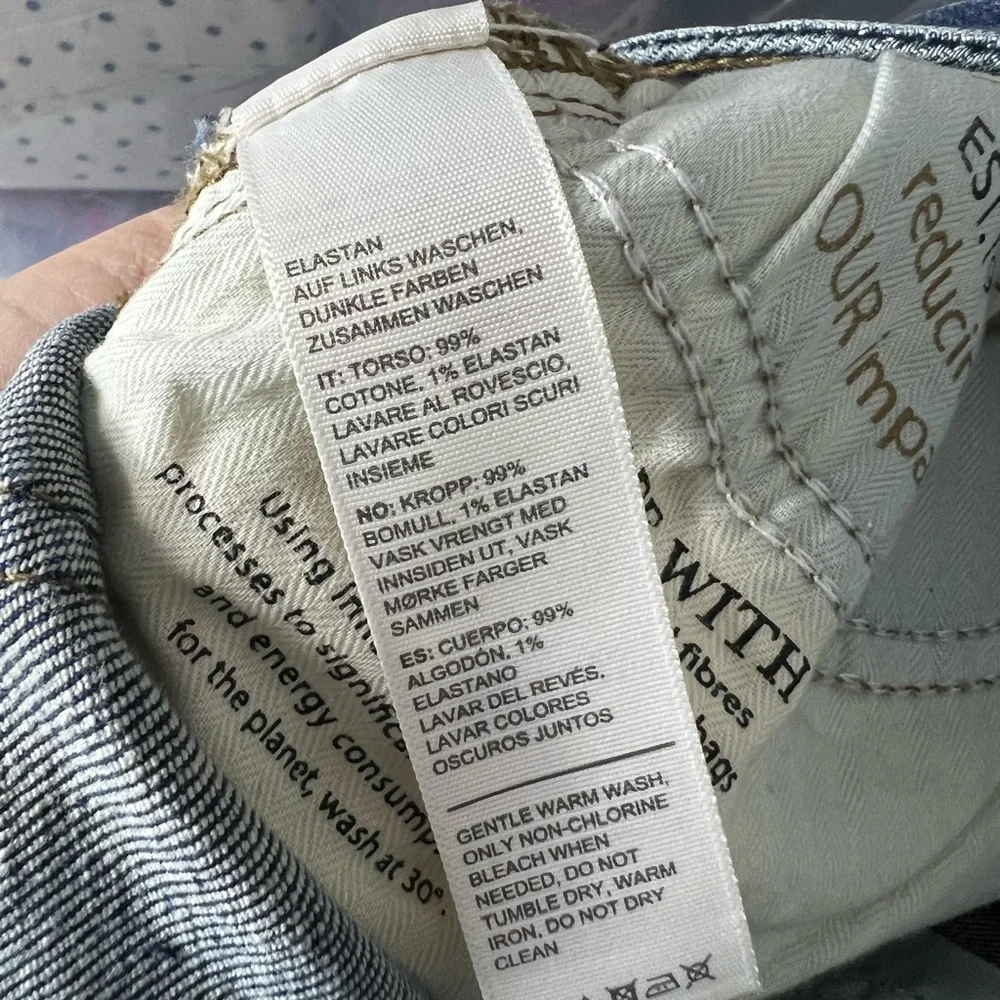 ELASTAN
AUF LINKS WASCHEN,
DUNKLE FARBEN
ZUSAMMEN WASCHEN
IT: TORSO: 99%
COTONE, 1% ELASTAN
LAVARE AL ROVESCIO,
LAVARE COLORI SCURI
INSIEME
NO: KROPP: 99%
BOMULL, 1% ELASTAN
VASK VRENGT MED
INNSIDEN UT, VASK
MØRKE FARGER
SAMMEN
ES: CUERPO: 99%
ALGODÓN, 1%
ELASTANO
LAVAR DEL REVÉS,
LAVAR COLORES
OSCUROS JUNTOS
GENTLE WARM WASH,
ONLY NON-CHLORINE
BLEACH WHEN
NEEDED, DO NOT
TUMBLE DRY, WARM
IRON, DO NOT DRY
CLEAN
Using
processes to
and energy
for the planet, wash at 30°.
WITH
fibres
bags
OUR